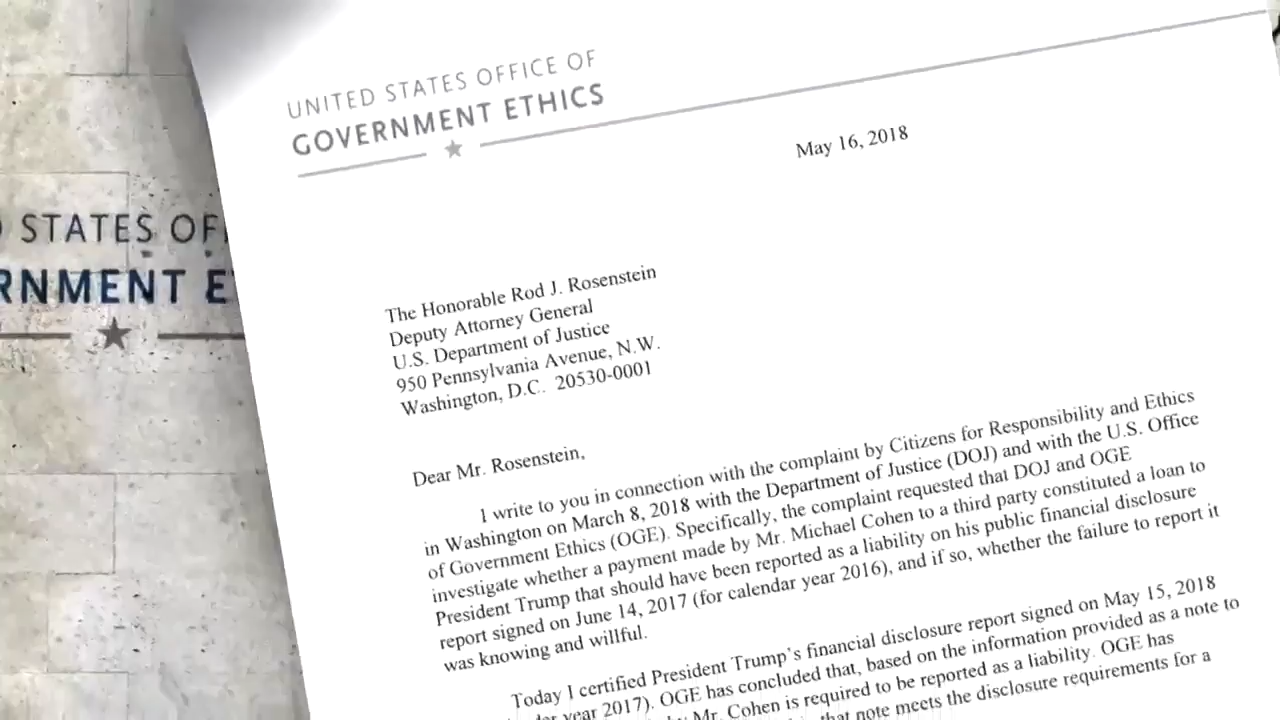 UNITED STATES OFFICE OF
GOVERNMENT ETHICS
May 16, 2018
STATES OF
RNMENT E
The Honorable Rod J. Rosenstein
Deputy Attorney General
U.S. Department of Justice
950 Pennsylvania Avenue, N.W.
Washington, D.C. 20530-0001
Dear Mr. Rosenstein,
I write to you in connection with the complaint by Citizens for Responsibility and Ethics
in Washington on March 8, 2018 with the Department of Justice (DOJ) and with the U.S. Office
of Government Ethics (OGE). Specifically, the complaint requested that DOJ and OGE
investigate whether a payment made by Mr. Michael Cohen to a third party constituted a loan to
President Trump that should have been reported as a liability on his public financial disclosure
report signed on June 14, 2017 (for calendar year 2016), and if so, whether the failure to report it
was knowing and willful.
Today I certified President Trump's financial disclosure report signed on May 15, 2018
year 2017). OGE has concluded that, based on the information provided as a note to
by Mr. Cohen is required to be reported as a liability. OGE has
that note meets the disclosure requirements for a